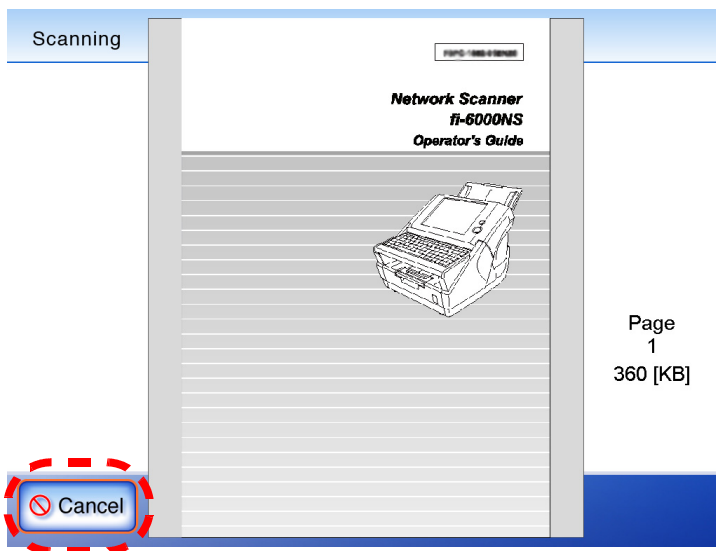 Scanning
Network Scanner
fi-6000NS
Operator's Guide
Page
1
360 [KB]
Cancel